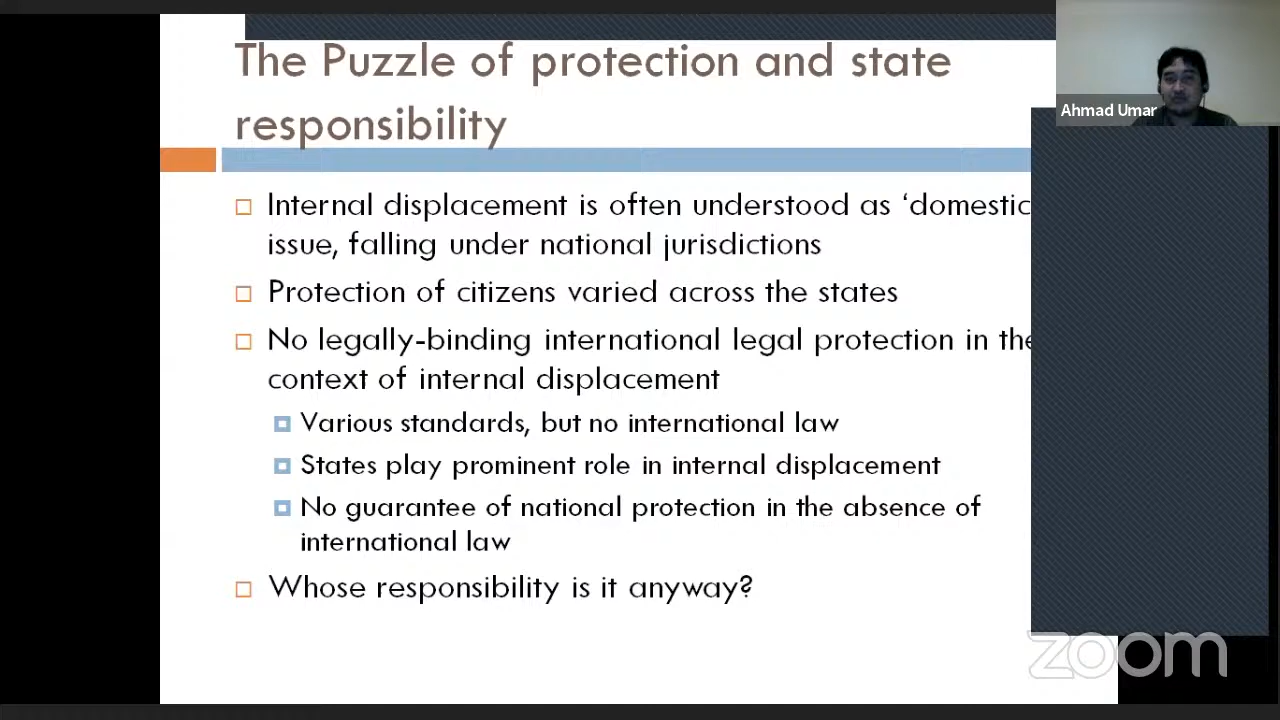 The Puzzle of protection and state
responsibility
Ahmad Umar
Internal displacement is often understood as ‘domestic
issue, falling under national jurisdictions
Protection of citizens varied across the states
No legally-binding international legal protection in the
context of internal displacement
Various standards, but no international law
States play prominent role in internal displacement
No guarantee of national protection in the absence of
international law
Whose responsibility is it anyway?
zoom